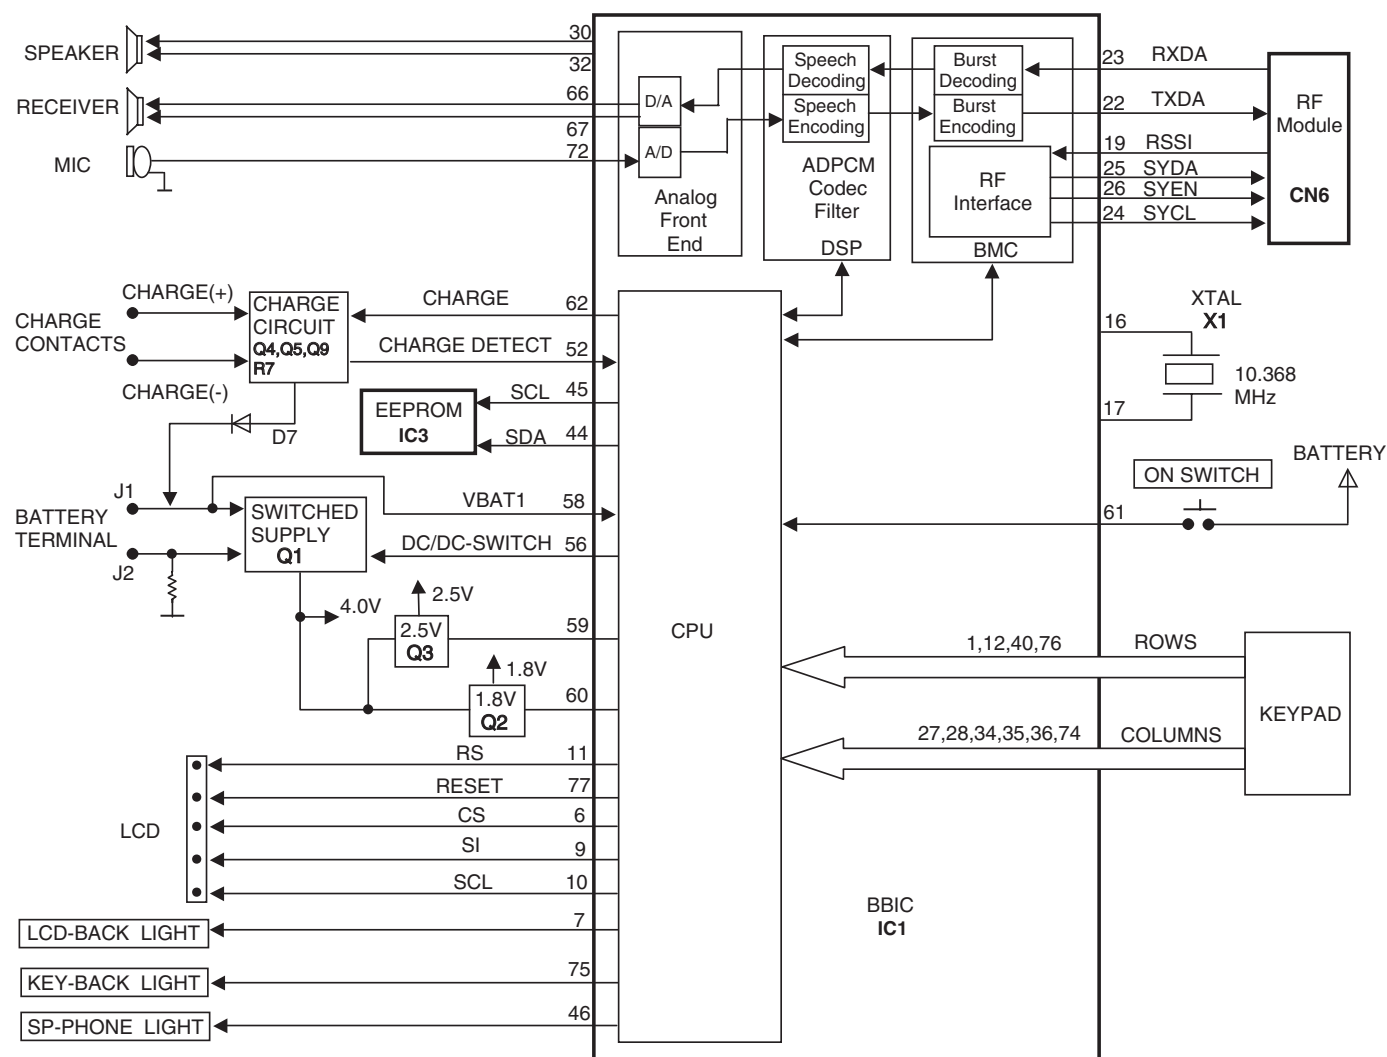 SPEAKER
30
32
RECEIVER
66
67
MIC
72
D/A
A/D
Analog
Front
End
Speech
Decoding
Speech
Encoding
ADPCM
Codec
Filter
DSP
Burst
Decoding
Burst
Encoding
RF
Interface
BMC
23 RXDA
22 TXDA
19 RSSI
25 SYDA
26 SYEN
24 SYCL
RF
Module
CN6
CHARGE
CONTACTS
CHARGE(+)
CHARGE(-)
CHARGE
CIRCUIT
Q4,Q5,Q9
R7
CHARGE 62
CHARGE DETECT 52
D7
EEPROM
IC3
SCL 45
SDA 44
XTAL
X1
16
17
10.368
MHz
BATTERY
ON SWITCH
61
BATTERY
TERMINAL
J1
J2
SWITCHED
SUPPLY
Q1
VBAT1 58
DC/DC-SWITCH 56
4.0V
2.5V
2.5V
Q3
59
1.8V
1.8V
Q2
60
CPU
1,12,40,76 ROWS
27,28,34,35,36,74 COLUMNS
KEYPAD
LCD
RS 11
RESET 77
CS 6
SI 9
SCL 10
LCD-BACK LIGHT 7
KEY-BACK LIGHT 75
SP-PHONE LIGHT 46
BBIC
IC1